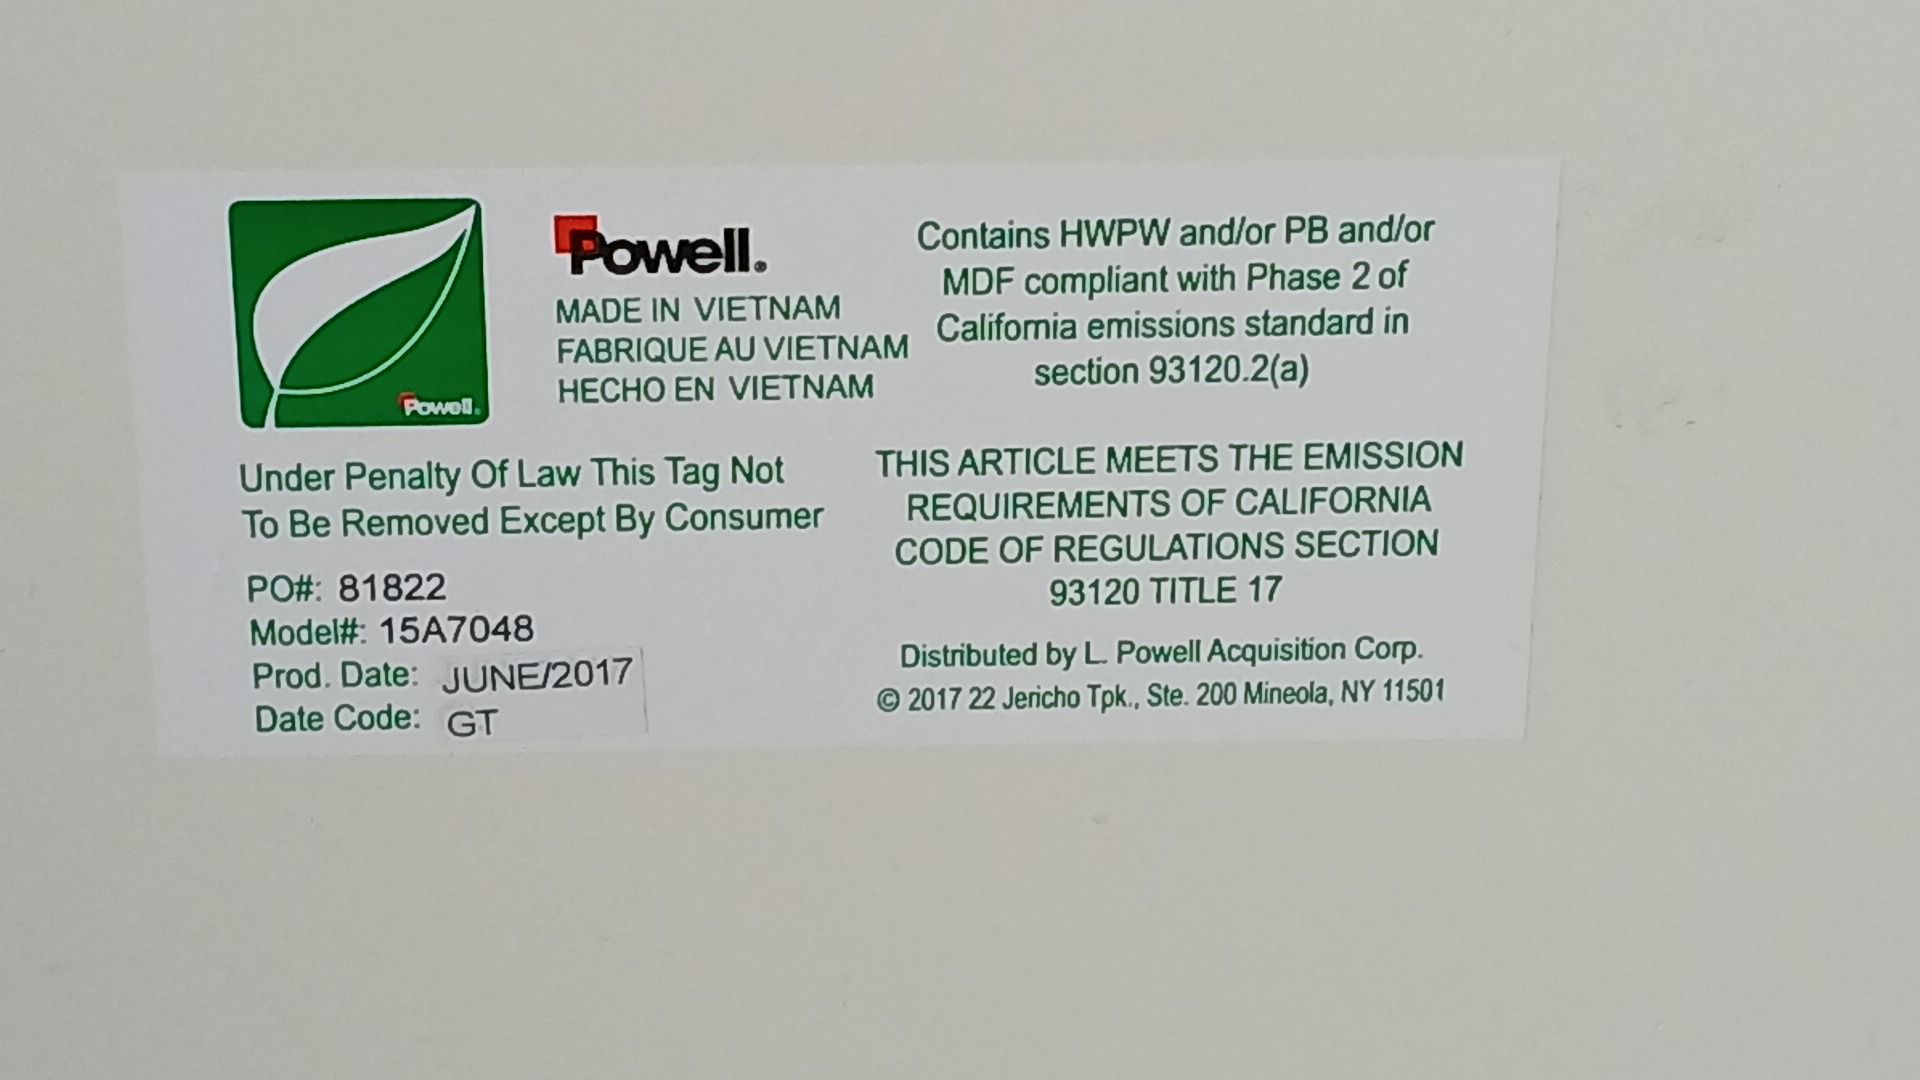 Powell.
Powell.®
MADE IN VIETNAM
FABRIQUE AU VIETNAM
HECHO EN VIETNAM
Contains HWPW and/or PB and/or
MDF compliant with Phase 2 of
California emissions standard in
section 93120.2(a)
Under Penalty Of Law This Tag Not
To Be Removed Except By Consumer
PO#: 81822
Model#: 15A7048
Prod. Date: JUNE/2017
Date Code: GT
THIS ARTICLE MEETS THE EMISSION
REQUIREMENTS OF CALIFORNIA
CODE OF REGULATIONS SECTION
93120 TITLE 17
Distributed by L. Powell Acquisition Corp.
© 2017 22 Jericho Tpk., Ste. 200 Mineola, NY 11501